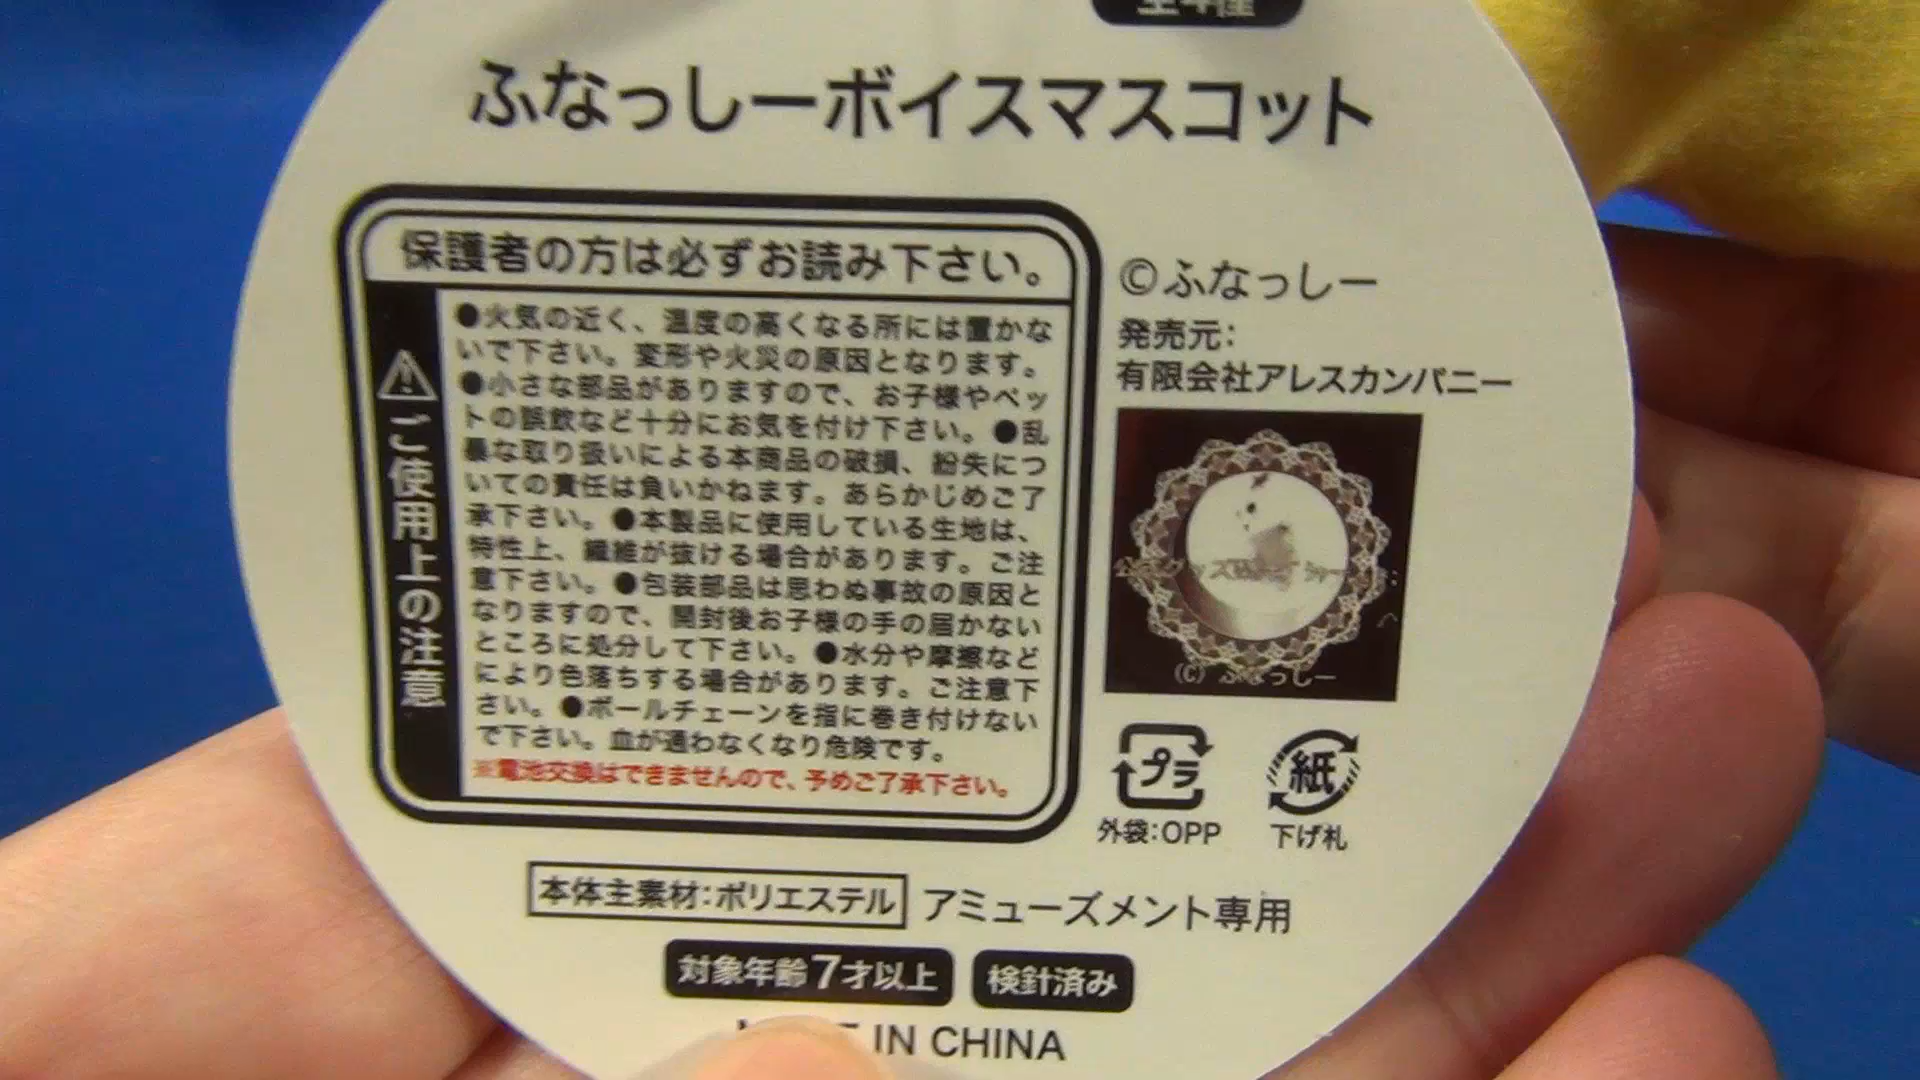 全4種
ふなっしーボイスマスコット
保護者の方は必ずお読み下さい。
⚠ご使用上の注意
●火気の近く、温度の高くなる所には置かな
いで下さい。変形や火災の原因となります。
●小さな部品がありますので、お子様やペッ
トの誤飲など十分にお気を付け下さい。●乱
暴な取り扱いによる本商品の破損、紛失につ
いての責任は負いかねます。あらかじめご了
承下さい。●本製品に使用している生地は、
特性上、繊維が抜ける場合があります。ご注
意下さい。●包装部品は思わぬ事故の原因と
なりますので、開封後お子様の手の届かない
ところに処分して下さい。●水分や摩擦など
により色落ちする場合があります。ご注意下
さい。●ボールチェーンを指に巻き付けない
で下さい。血が通わなくなり危険です。
※電池交換はできませんので、予めご了承下さい。
©ふなっしー
発売元:
有限会社アレスカンパニー
(C) ふなっしー
プラ
外袋:OPP
紙
下げ札
本体主素材:ポリエステル
アミューズメント専用
対象年齢7才以上
検針済み
IN CHINA